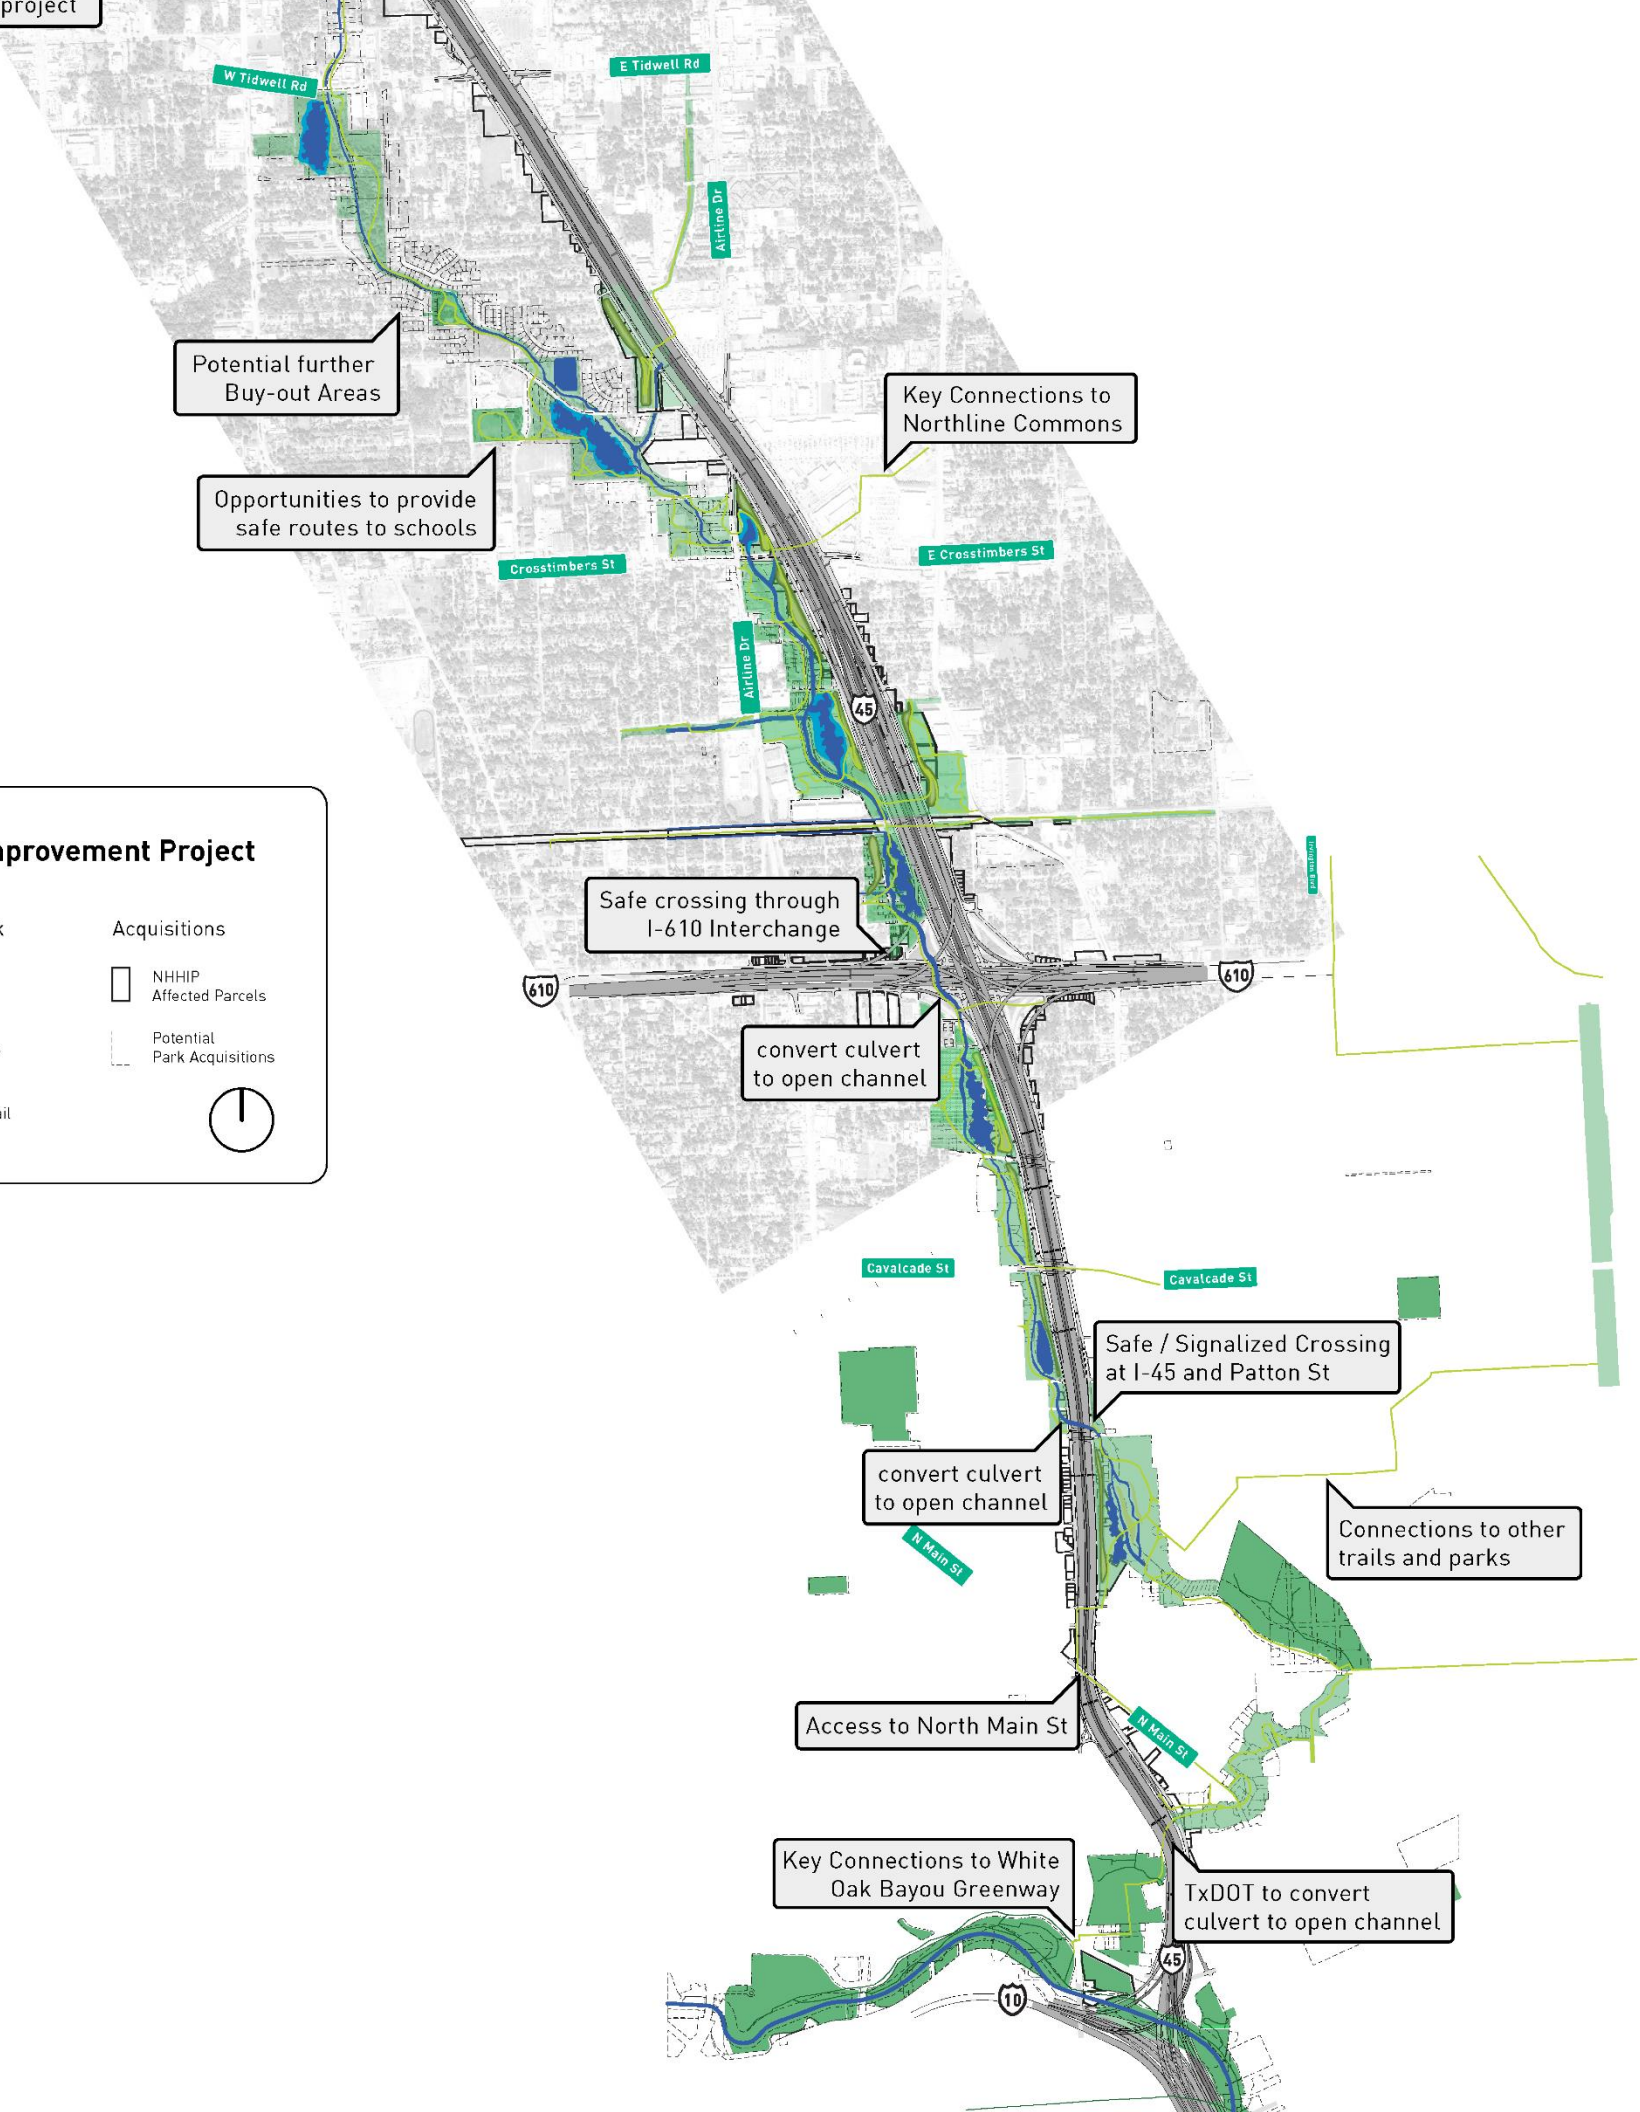 project
W Tidwell Rd
E Tidwell Rd
Airline Dr
Potential further
Buy-out Areas
Key Connections to
Northline Commons
Opportunities to provide
safe routes to schools
Crosstimbers St
E Crosstimbers St
Airline Dr
45
provement Project
Acquisitions
NHHIP
Affected Parcels
Potential
Park Acquisitions
Safe crossing through
I-610 Interchange
610
610
convert culvert
to open channel
Cavalcade St
Cavalcade St
Safe / Signalized Crossing
at I-45 and Patton St
convert culvert
to open channel
N Main St
Connections to other
trails and parks
Access to North Main St
N Main St
Key Connections to White
Oak Bayou Greenway
TxDOT to convert
culvert to open channel
45
10